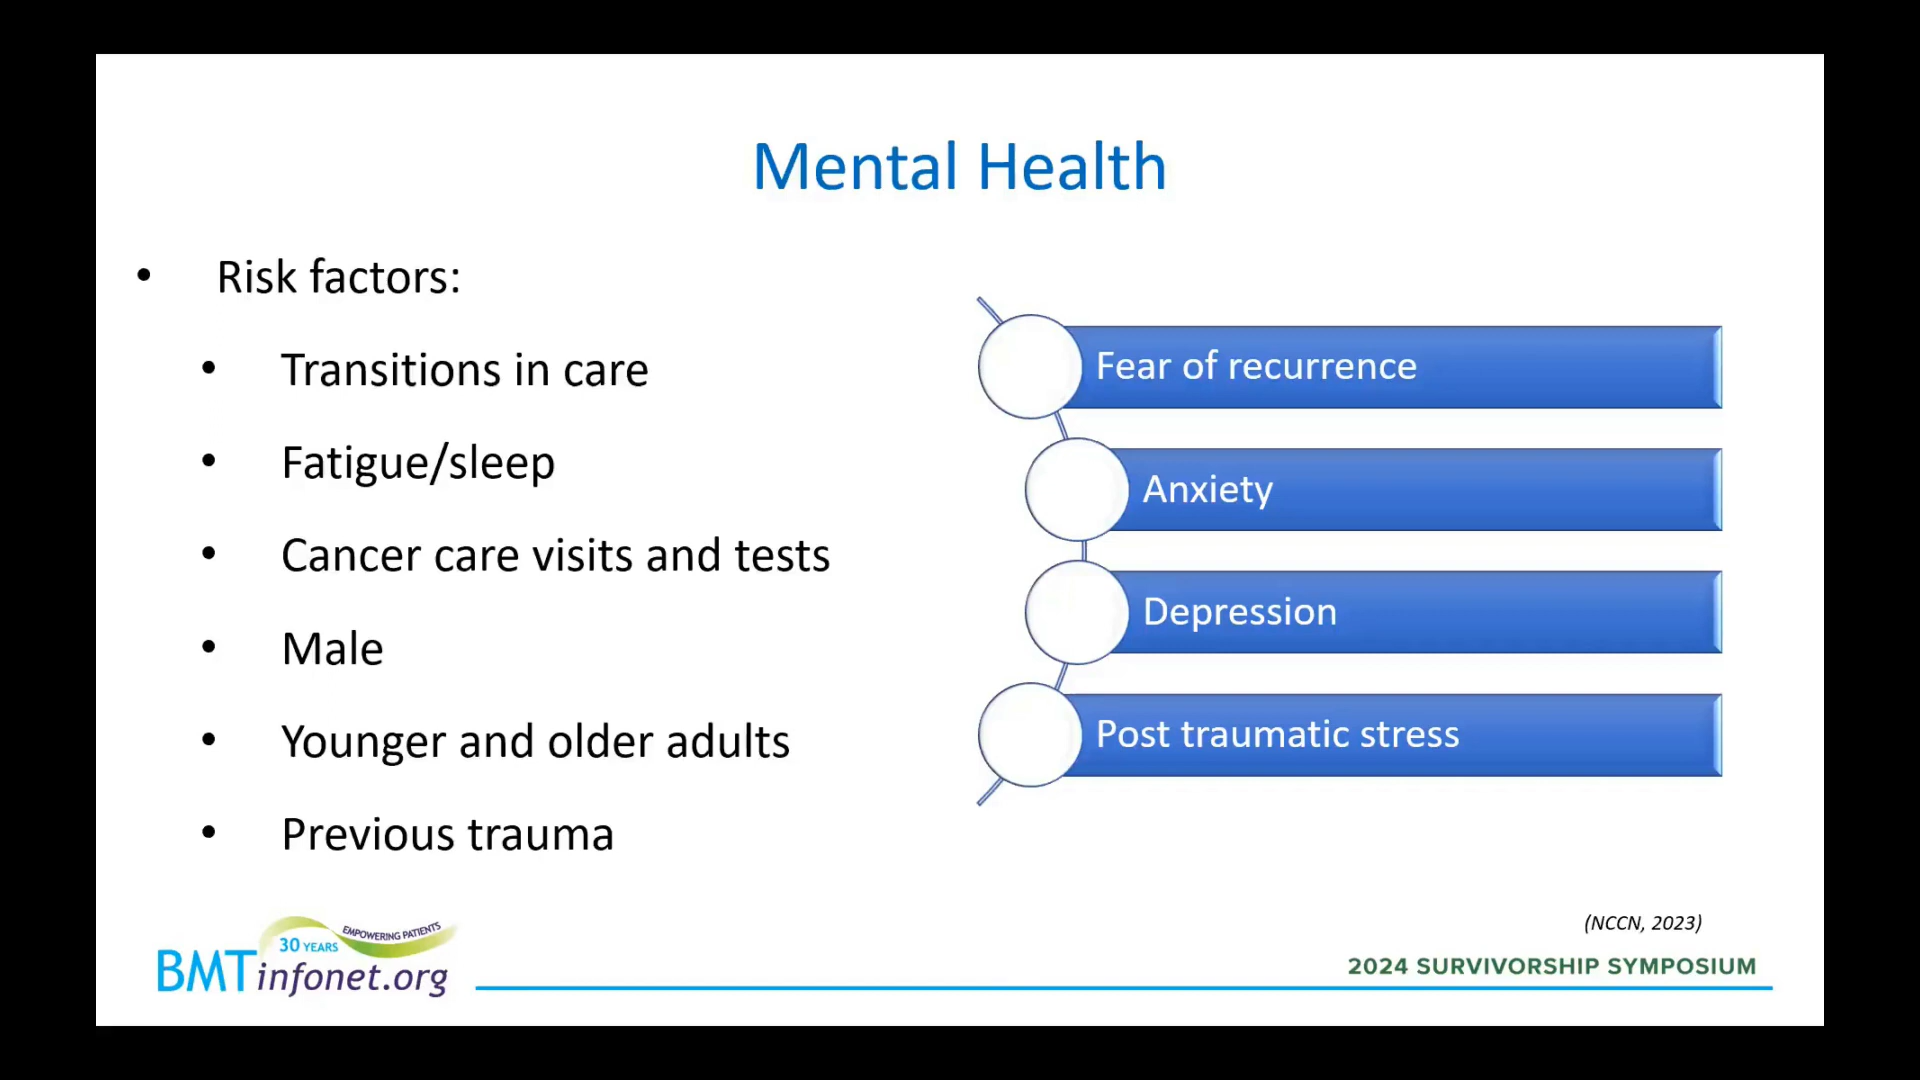 Mental Health
• Risk factors:
• Transitions in care
• Fatigue/sleep
• Cancer care visits and tests
• Male
• Younger and older adults
• Previous trauma
Fear of recurrence
Anxiety
Depression
Post traumatic stress
(NCCN, 2023)
30 YEARS EMPOWERING PATIENTS
BMTinfonet.org
2024 SURVIVORSHIP SYMPOSIUM